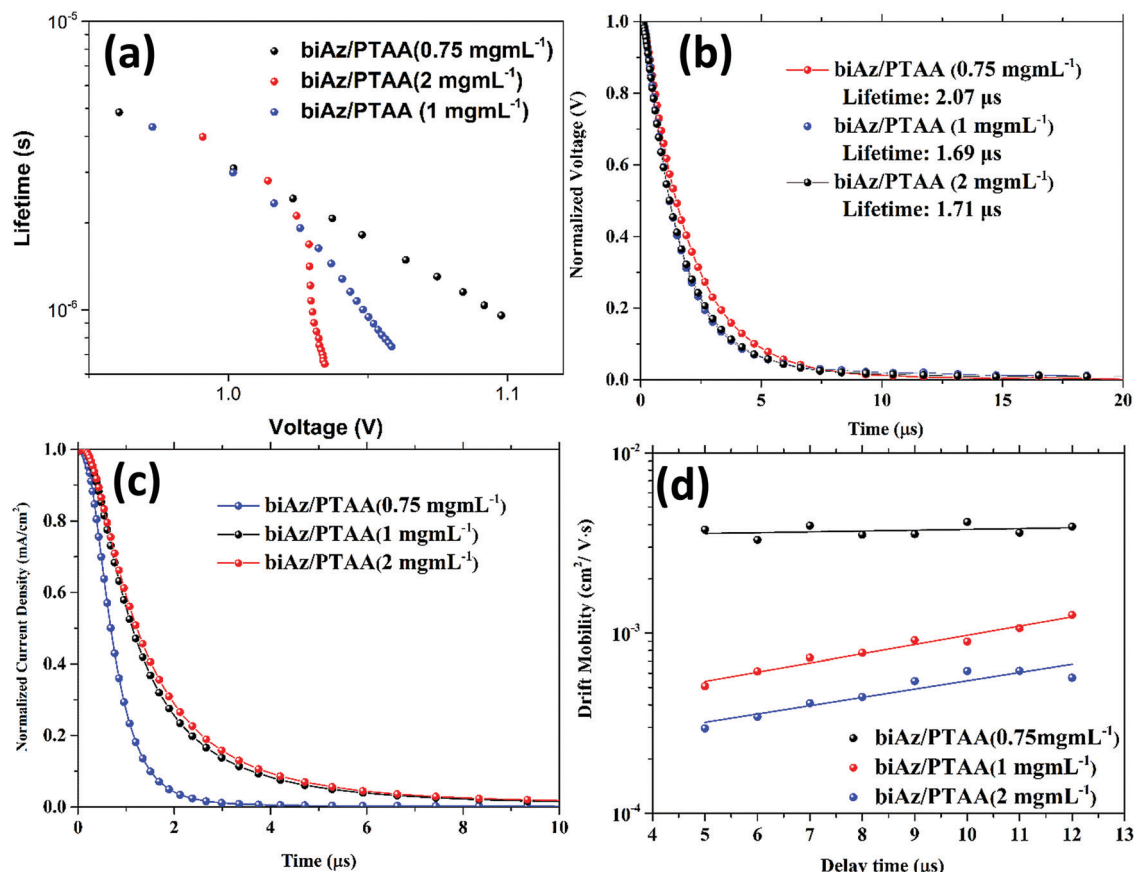 (a)
10⁻⁵
10⁻⁶
Lifetime (s)
biAz/PTAA(0.75 mgmL⁻¹)
biAz/PTAA(2 mgmL⁻¹)
biAz/PTAA (1 mgmL⁻¹)
1.0
1.1
Voltage (V)
(b)
1.0
0.8
0.6
0.4
0.2
0.0
Normalized Voltage (V)
biAz/PTAA (0.75 mgmL⁻¹)
Lifetime: 2.07 μs
biAz/PTAA (1 mgmL⁻¹)
Lifetime: 1.69 μs
biAz/PTAA (2 mgmL⁻¹)
Lifetime: 1.71 μs
0
5
10
15
20
Time (μs)
(c)
1.0
0.8
0.6
0.4
0.2
0.0
Normalized Current Density (mA/cm²)
biAz/PTAA(0.75 mgmL⁻¹)
biAz/PTAA(1 mgmL⁻¹)
biAz/PTAA(2 mgmL⁻¹)
0
2
4
6
8
10
Time (μs)
(d)
10⁻²
10⁻³
10⁻⁴
Drift Mobility (cm²/ V·s)
biAz/PTAA(0.75mgmL⁻¹)
biAz/PTAA(1 mgmL⁻¹)
biAz/PTAA(2 mgmL⁻¹)
4
5
6
7
8
9
10
11
12
13
Delay time (μs)